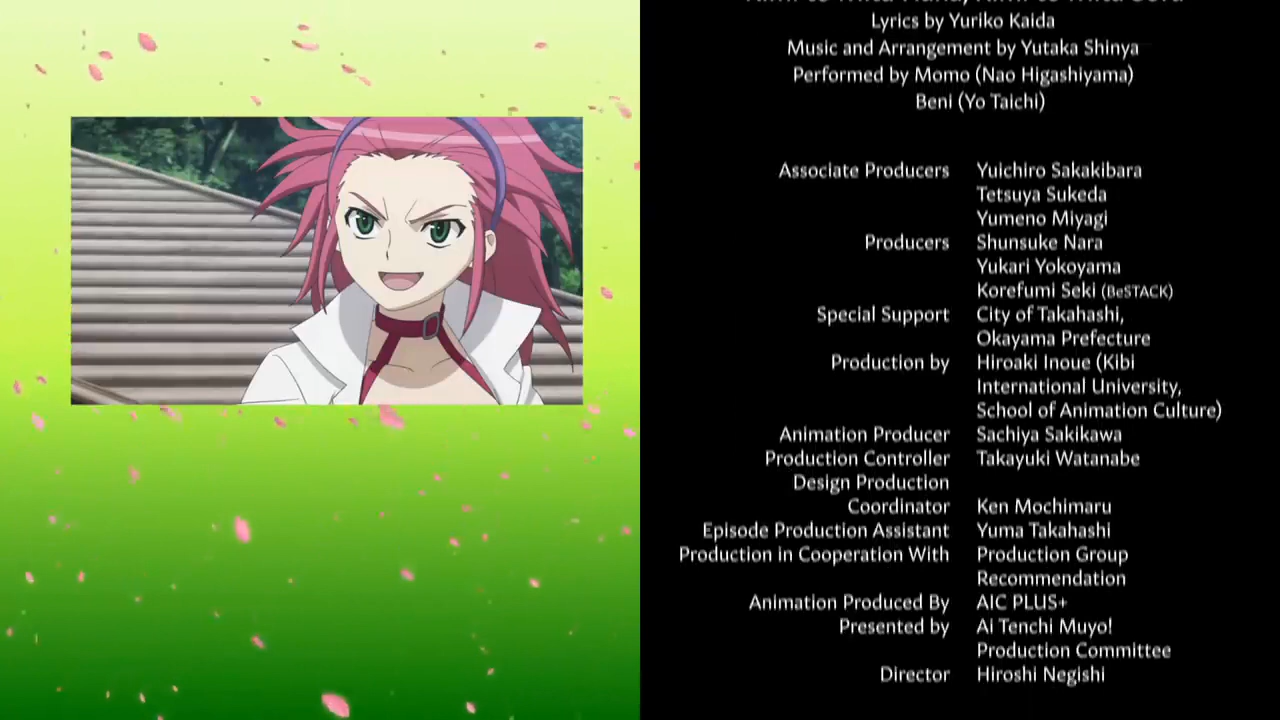 Lyrics by Yuriko Kaida
Music and Arrangement by Yutaka Shinya
Performed by Momo (Nao Higashiyama)
Beni (Yo Taichi)
Associate Producers Yuichiro Sakakibara
Tetsuya Sukeda
Yumeno Miyagi
Producers Shunsuke Nara
Yukari Yokoyama
Korefumi Seki (BeSTACK)
Special Support City of Takahashi,
Okayama Prefecture
Production by Hiroaki Inoue (Kibi
International University,
School of Animation Culture)
Animation Producer Sachiya Sakikawa
Production Controller Takayuki Watanabe
Design Production
Coordinator Ken Mochimaru
Episode Production Assistant Yuma Takahashi
Production in Cooperation With Production Group
Recommendation
Animation Produced By AIC PLUS+
Presented by Ai Tenchi Muyo!
Production Committee
Director Hiroshi Negishi